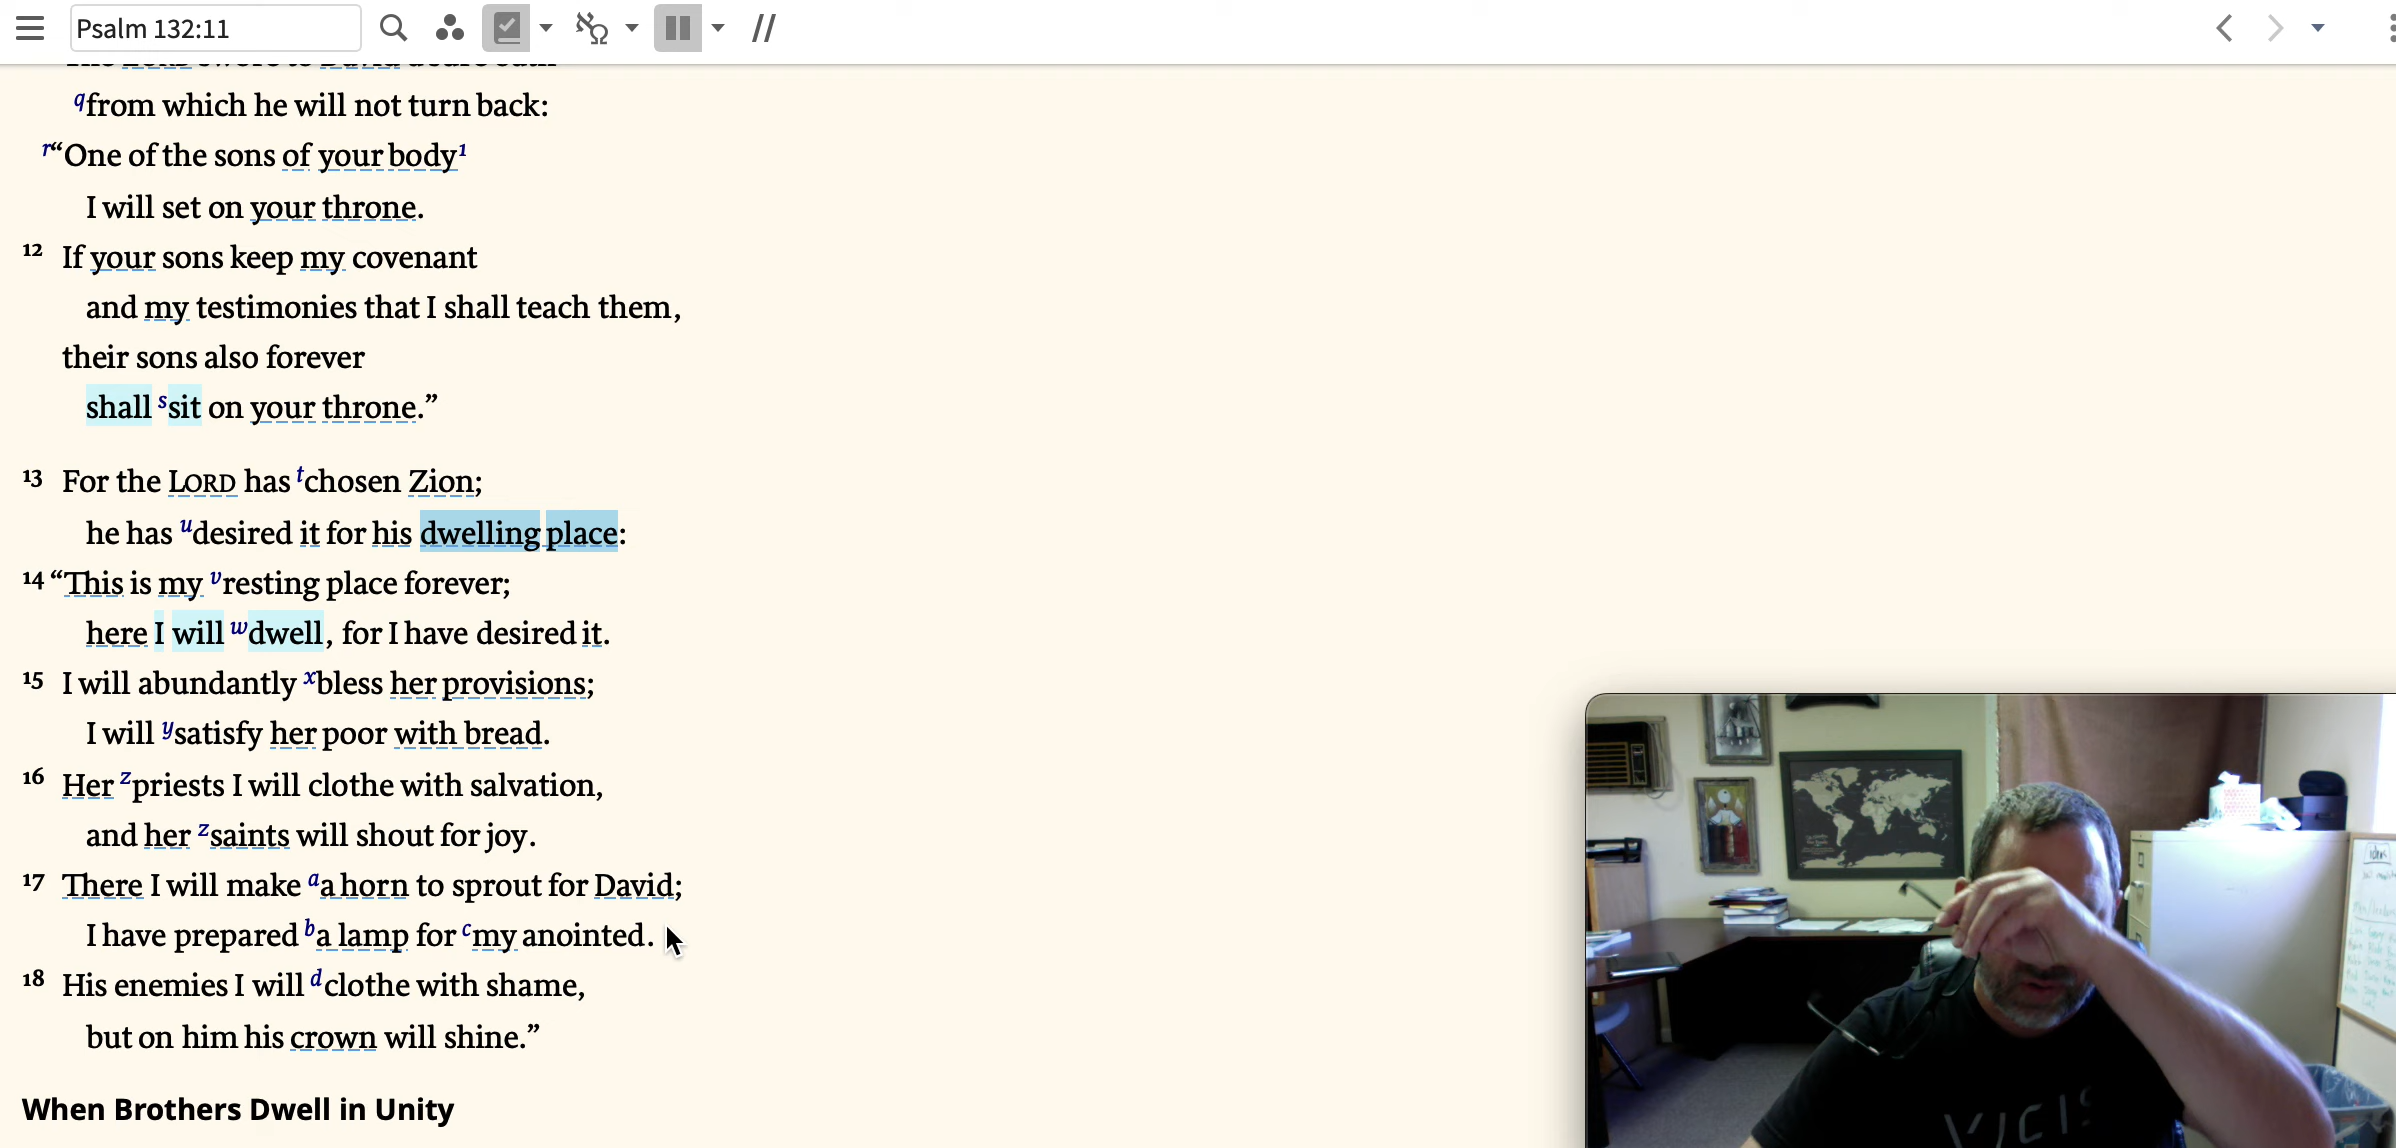 Psalm 132:11
The LORD swore to David a sure oath
qfrom which he will not turn back:
r“One of the sons of your body1
I will set on your throne.
12 If your sons keep my covenant
and my testimonies that I shall teach them,
their sons also forever
shall ssit on your throne.”
13 For the LORD has tchosen Zion;
he has udesired it for his dwelling place:
14 “This is my vresting place forever;
here I will wdwell, for I have desired it.
15 I will abundantly xbless her provisions;
I will ysatisfy her poor with bread.
16 Her zpriests I will clothe with salvation,
and her zsaints will shout for joy.
17 There I will make aa horn to sprout for David;
I have prepared ba lamp for cmy anointed.
18 His enemies I will dclothe with shame,
but on him his crown will shine.”
When Brothers Dwell in Unity